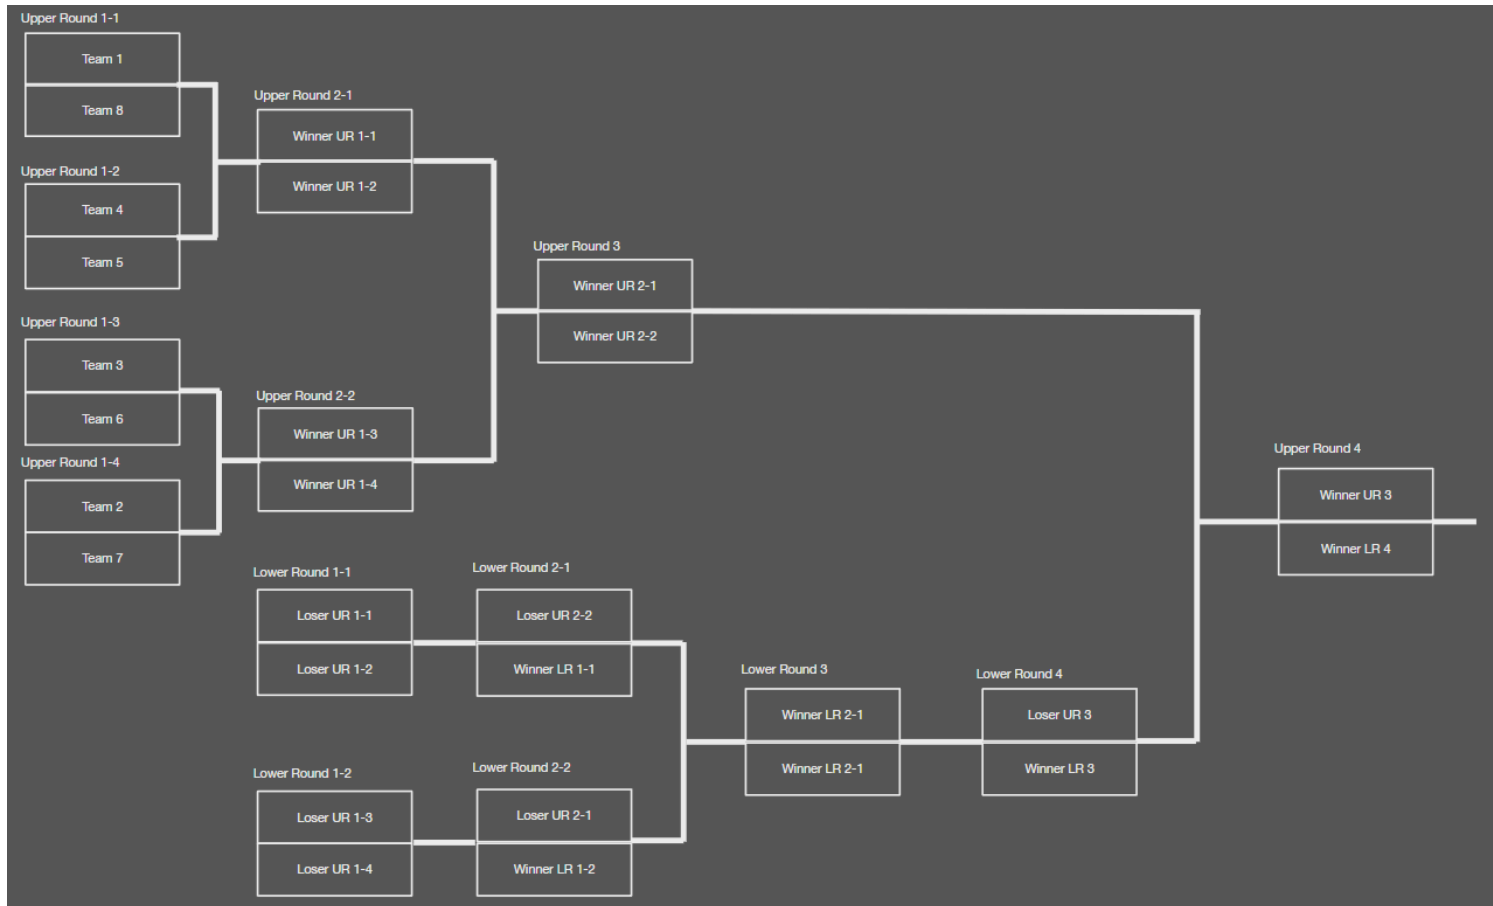 Upper Round 1-1
Team 1
Team 8
Upper Round 1-2
Team 4
Team 5
Upper Round 1-3
Team 3
Team 6
Upper Round 1-4
Team 2
Team 7
Upper Round 2-1
Winner UR 1-1
Winner UR 1-2
Upper Round 2-2
Winner UR 1-3
Winner UR 1-4
Upper Round 3
Winner UR 2-1
Winner UR 2-2
Upper Round 4
Winner UR 3
Winner LR 4
Lower Round 1-1
Loser UR 1-1
Loser UR 1-2
Lower Round 1-2
Loser UR 1-3
Loser UR 1-4
Lower Round 2-1
Loser UR 2-2
Winner LR 1-1
Lower Round 2-2
Loser UR 2-1
Winner LR 1-2
Lower Round 3
Winner LR 2-1
Winner LR 2-1
Lower Round 4
Loser UR 3
Winner LR 3